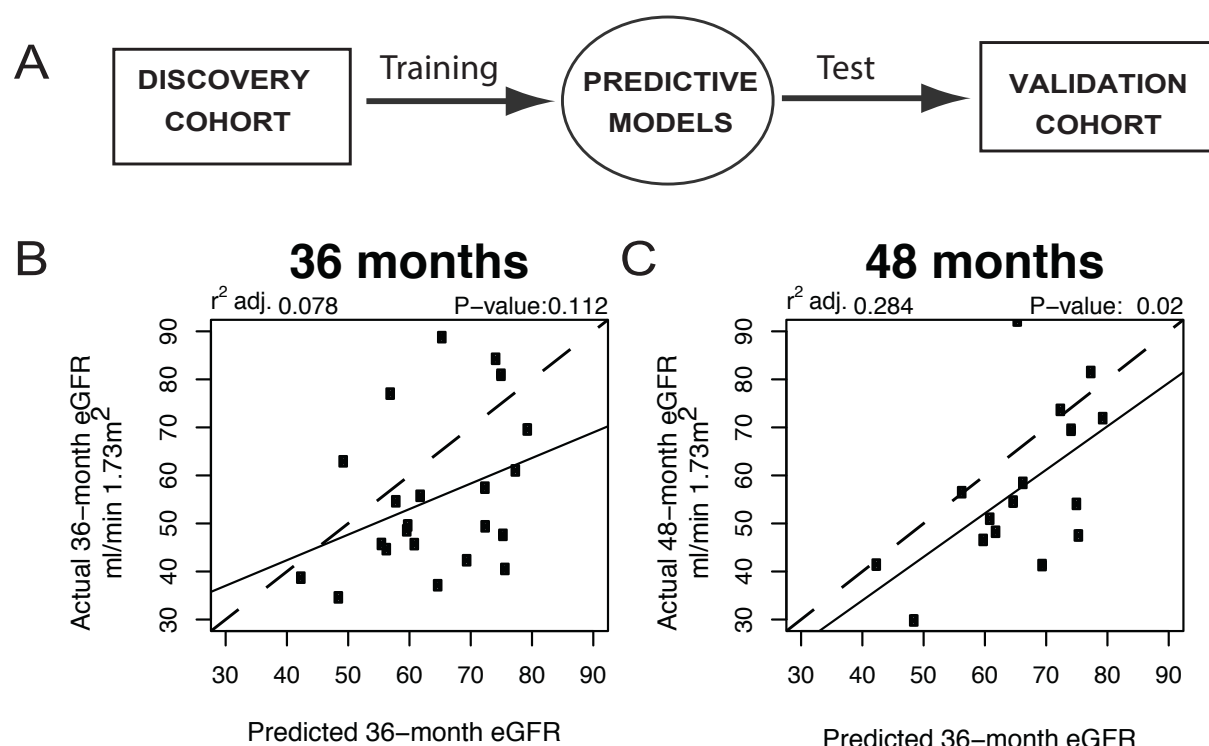 A
DISCOVERY
COHORT
Training
PREDICTIVE
MODELS
Test
VALIDATION
COHORT
B
36 months
r² adj. 0.078
P−value:0.112
90
80
70
60
50
40
30
Actual 36−month eGFR
ml/min 1.73m²
30 40 50 60 70 80 90
Predicted 36−month eGFR
C
48 months
r² adj. 0.284
P−value: 0.02
90
80
70
60
50
40
30
Actual 48−month eGFR
ml/min 1.73m²
30 40 50 60 70 80 90
Predicted 36−month eGFR